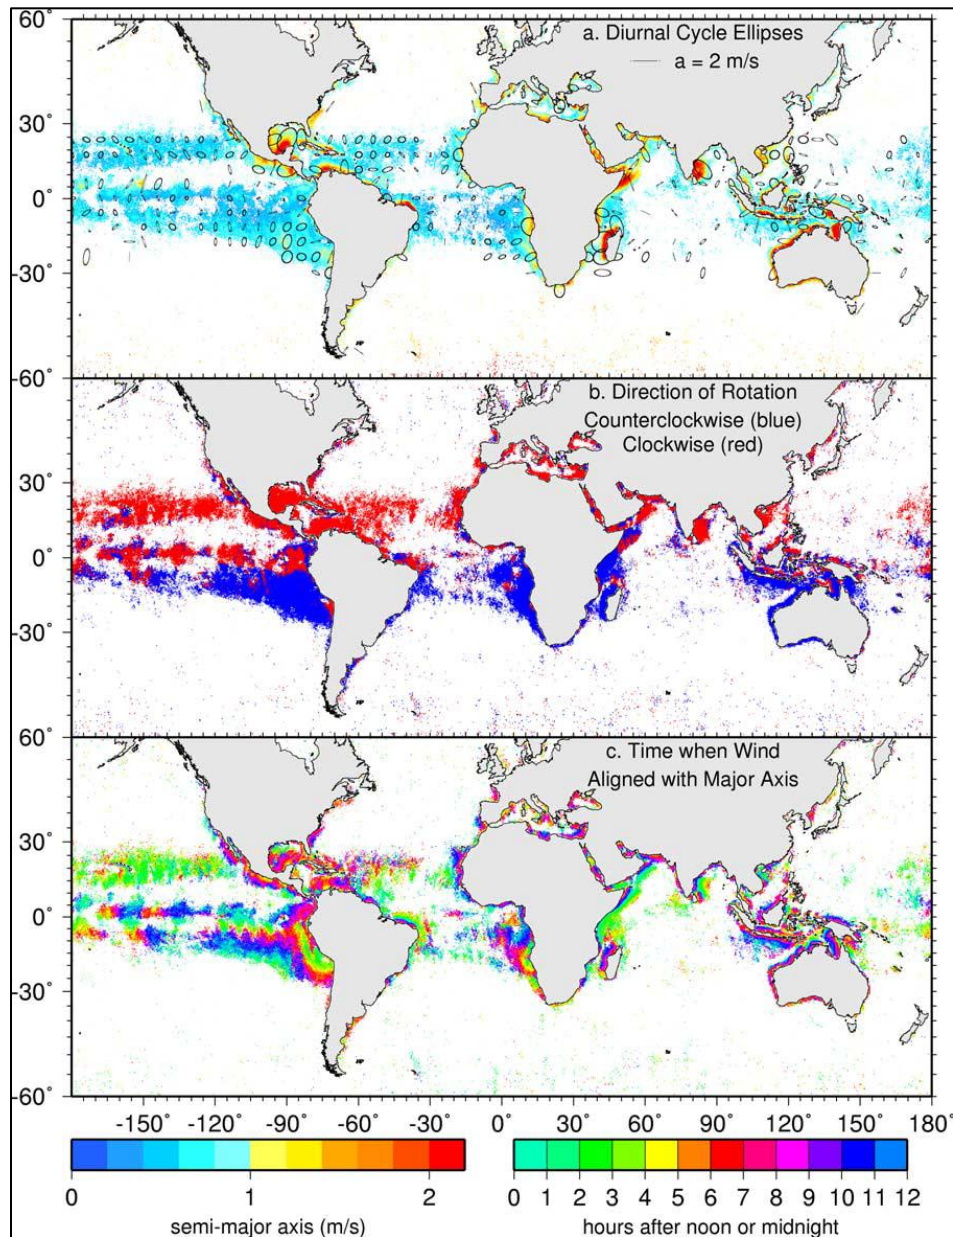 60°
a. Diurnal Cycle Ellipses
a = 2 m/s
30°
0°
-30°
-60°
b. Direction of Rotation
Counterclockwise (blue)
Clockwise (red)
30°
0°
-30°
60°
c. Time when Wind
Aligned with Major Axis
30°
0°
-30°
-60°
-150° -120° -90° -60° -30° 0° 30° 60° 90° 120° 150° 180°
0 1 2
semi-major axis (m/s)
0 1 2 3 4 5 6 7 8 9 10 11 12
hours after noon or midnight